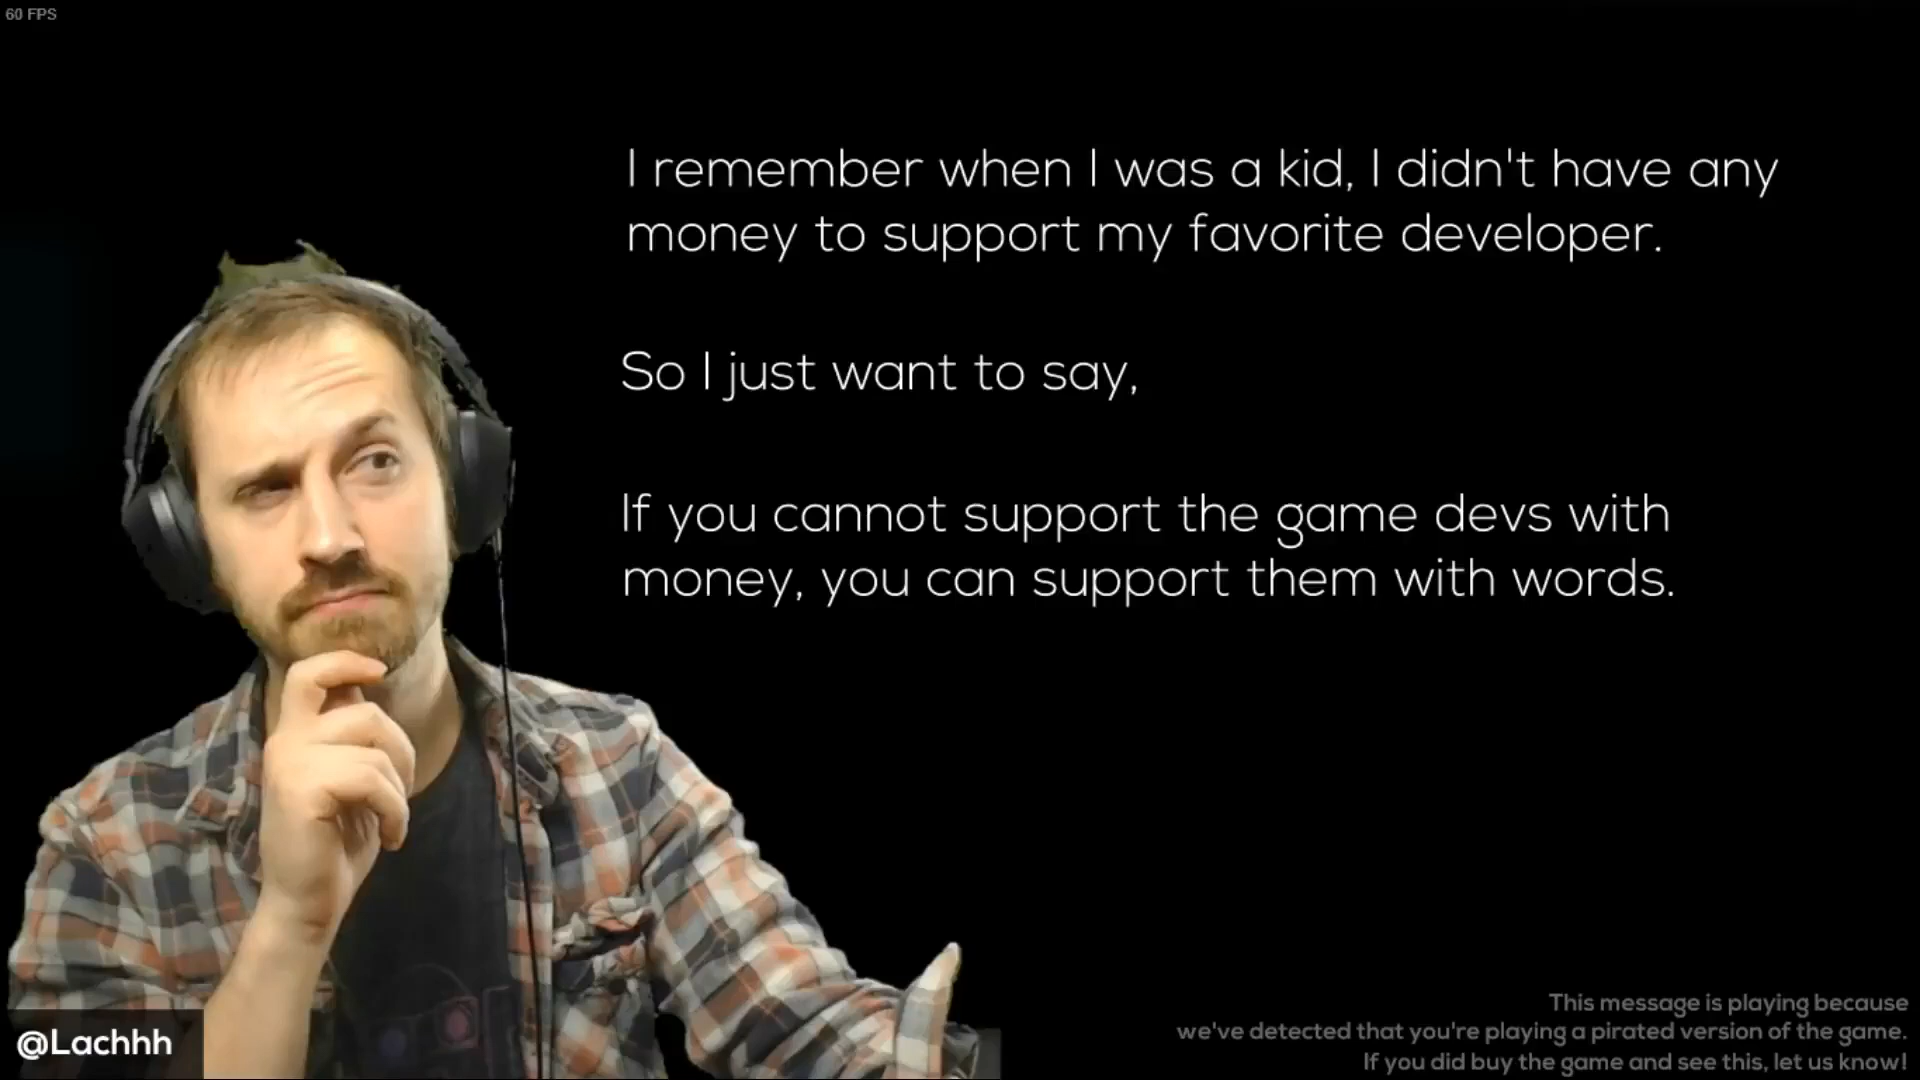 60 FPS
I remember when I was a kid, I didn't have any
money to support my favorite developer.
So I just want to say,
If you cannot support the game devs with
money, you can support them with words.
@Lachhh
This message is playing because
we've detected that you're playing a pirated version of the game.
If you did buy the game and see this, let us know!